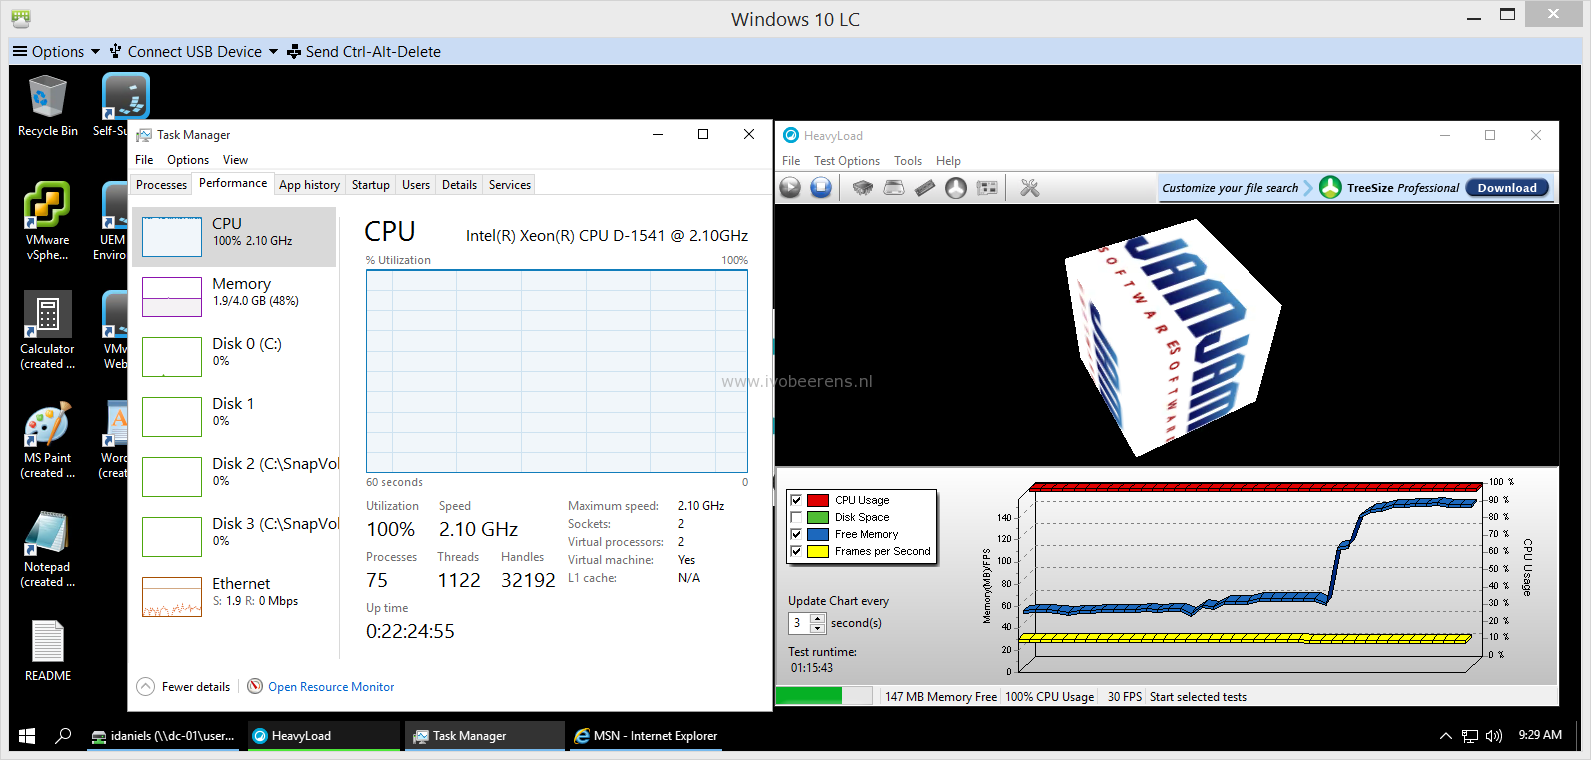 Windows 10 LC
Options Connect USB Device Send Ctrl-Alt-Delete
Recycle Bin
Self-Su
VMware
vSphe...
UEM
Enviro
Calculator
(created ...
VMv
Web
MS Paint
(created ...
Word
(creat
Notepad
(created ...
README
Task Manager
File Options View
Processes Performance App history Startup Users Details Services
CPU
100% 2.10 GHz
Memory
1.9/4.0 GB (48%)
Disk 0 (C:)
0%
Disk 1
0%
Disk 2 (C:\SnapVol
0%
Disk 3 (C:\SnapVol
0%
Ethernet
S: 1.9 R: 0 Mbps
CPU Intel(R) Xeon(R) CPU D-1541 @ 2.10GHz
% Utilization 100%
60 seconds 0
Utilization Speed
100% 2.10 GHz
Processes Threads Handles
75 1122 32192
Up time
0:22:24:55
Maximum speed: 2.10 GHz
Sockets: 2
Virtual processors: 2
Virtual machine: Yes
L1 cache: N/A
Fewer details Open Resource Monitor
HeavyLoad
File Test Options Tools Help
Customize your file search TreeSize Professional Download
JAM
SOFTWARE
JAM
SOFTWARE
JAM
www.ivobeerens.nl
CPU Usage
Disk Space
Free Memory
Frames per Second
Update Chart every
3 second(s)
Test runtime:
01:15:43
Memory(MB)/FPS
140
120
100
80
60
40
20
0
100 %
90 %
80 %
70 %
60 %
50 %
40 %
30 %
20 %
10 %
0 %
CPU Usage
147 MB Memory Free 100% CPU Usage 30 FPS Start selected tests
idaniels (\\dc-01\user... HeavyLoad Task Manager MSN - Internet Explorer 9:29 AM